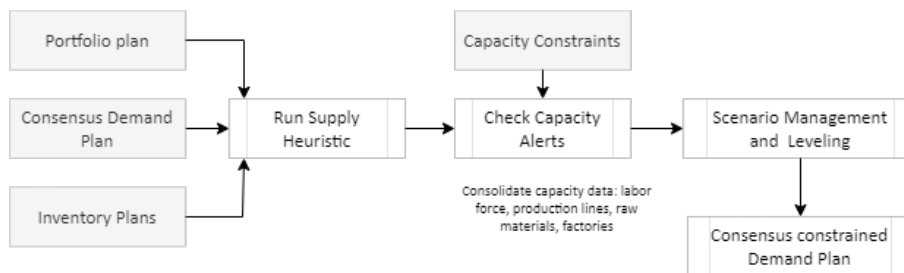 Portfolio plan
Capacity Constraints
Consensus Demand
Plan
Run Supply
Heuristic
Check Capacity
Alerts
Scenario Management
and Leveling
Inventory Plans
Consolidate capacity data: labor
force, production lines, raw
materials, factories
Consensus constrained
Demand Plan